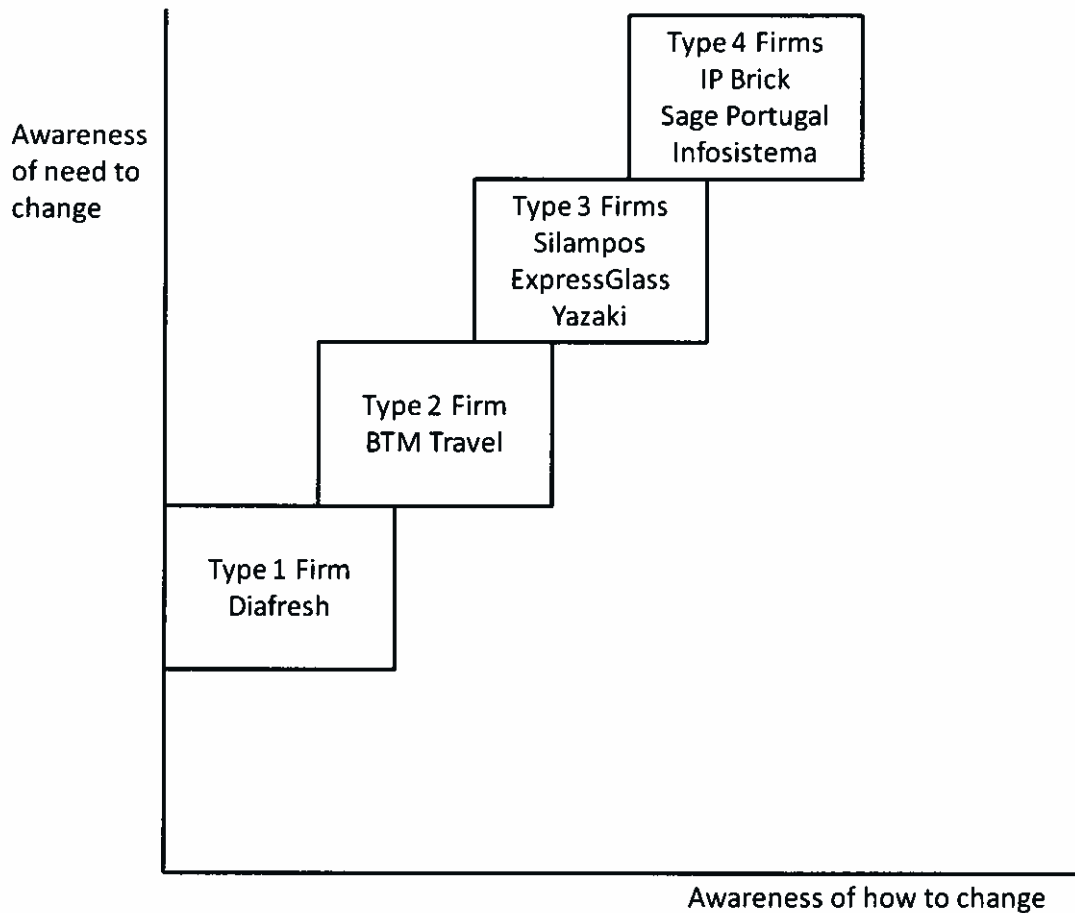 Type 4 Firms
IP Brick
Sage Portugal
Infosistema
Awareness
of need to
change
Type 3 Firms
Silampos
ExpressGlass
Yazaki
Type 2 Firm
BTM Travel
Type 1 Firm
Diafresh
Awareness of how to change